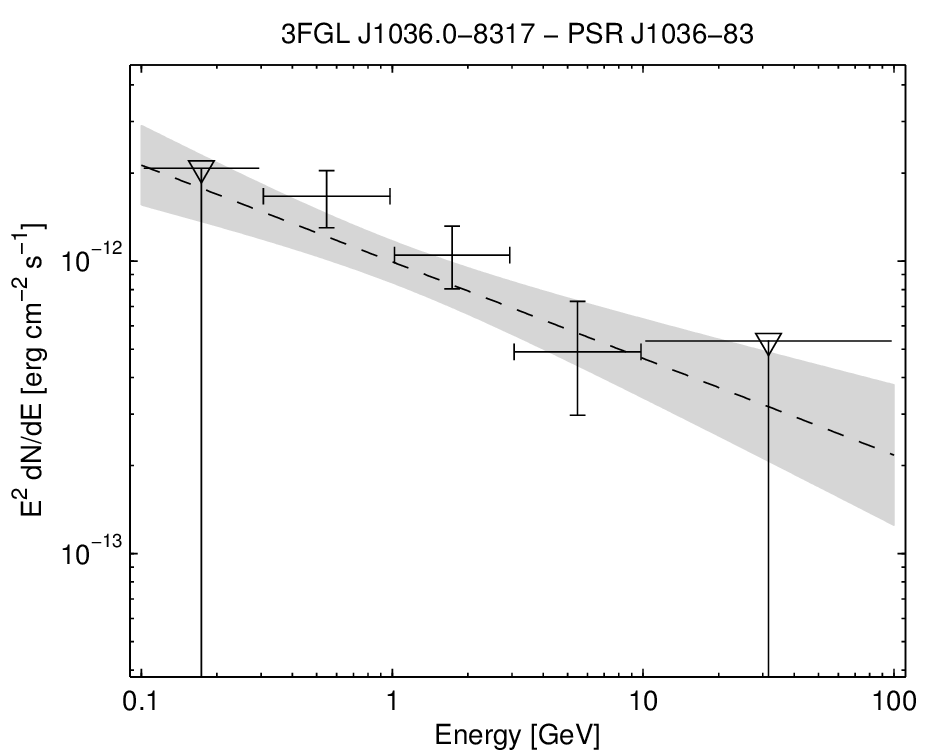 3FGL J1036.0−8317 − PSR J1036−83
E² dN/dE [erg cm⁻² s⁻¹]
10⁻¹²
10⁻¹³
0.1 1 10 100
Energy [GeV]